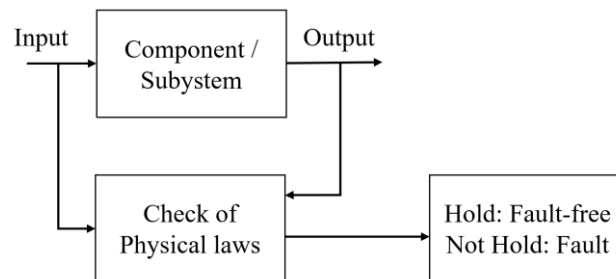 Input
Component /
Subystem
Output
Check of
Physical laws
Hold: Fault-free
Not Hold: Fault